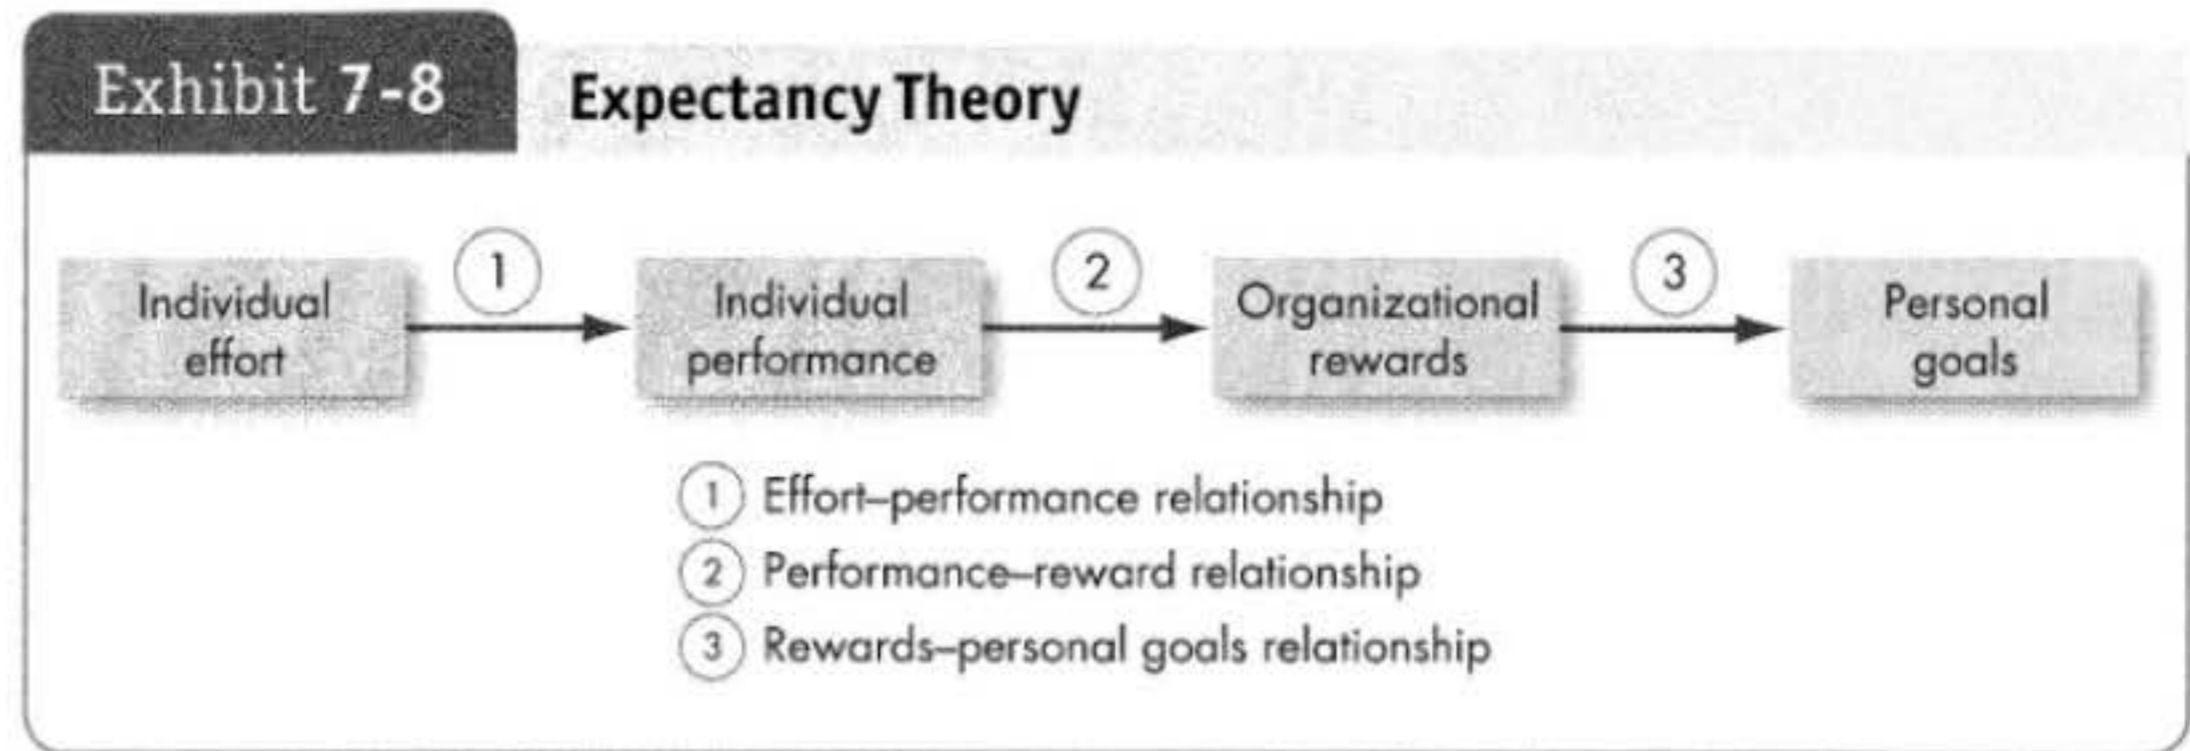 Exhibit 7-8 Expectancy Theory
1 2 3
Individual effort
Individual performance
Organizational rewards
Personal goals
1 Effort–performance relationship
2 Performance–reward relationship
3 Rewards–personal goals relationship